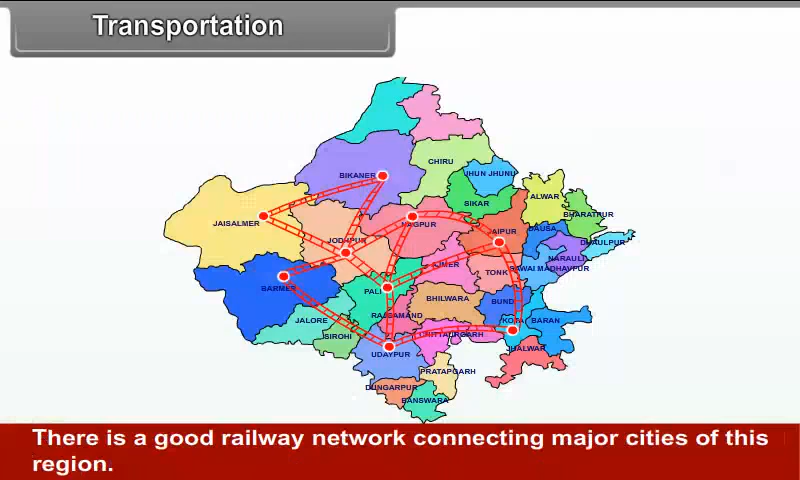 Transportation
CHIRU
BIKANER
JHUN JHUNU
ALWAR
SIKAR
BHARATPUR
JAISALMER
NAGPUR
JAIPUR
DAUSA
JODHPUR
DHAULPUR
NARAULI
AJMER
SAWAI MADHAVPUR
TONK
BARMER
PALI
BHILWARA
BUNDI
RAJSAMAND
JALORE
KOTA
BARAN
SIROHI
CHITTAURGARH
UDAYPUR
JHALWAR
PRATAPGARH
DUNGARPUR
BANSWARA
There is a good railway network connecting major cities of this
region.